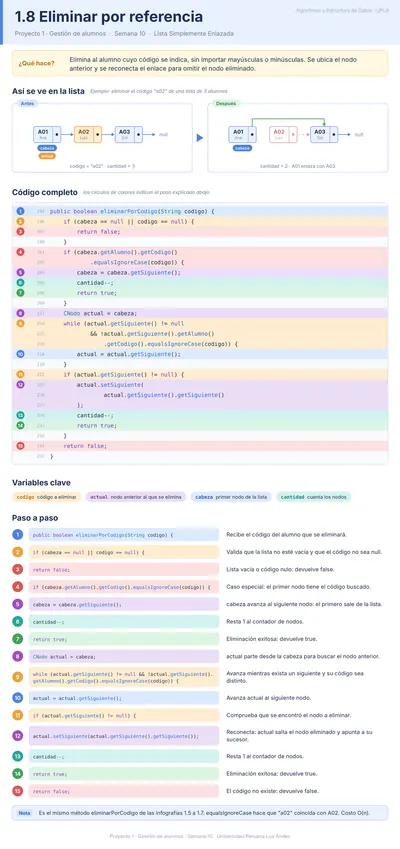 1.8 Eliminar por referencia
Algoritmos y Estructura de Datos · UPLA
Proyecto 1 · Gestión de alumnos · Semana 10 · Lista Simplemente Enlazada
¿Qué hace?
Elimina al alumno cuyo código se indica, sin importar mayúsculas o minúsculas. Se ubica el nodo
anterior y se reconecta el enlace para omitir el nodo eliminado.
Así se ve en la lista
Ejemplo: eliminar el código "a02" de una lista de 3 alumnos
Antes
A01
A02
A03
null
cabeza
actual
codigo = "a02" · cantidad = 3
Después
A01
A02
A03
null
cabeza
cantidad = 2 · A01 enlaza con A03
Código completo
los círculos de colores indican el paso explicado abajo
1 public boolean eliminarPorCodigo(String codigo) {
2 if (cabeza == null || codigo == null) {
3 return false;
}
4 if (cabeza.getAlumno().getCodigo()
.equalsIgnoreCase(codigo)) {
5 cabeza = cabeza.getSiguiente();
6 cantidad--;
7 return true;
}
8 CNodo actual = cabeza;
9 while (actual.getSiguiente() != null
&& !actual.getSiguiente().getAlumno()
.getCodigo().equalsIgnoreCase(codigo)) {
10 actual = actual.getSiguiente();
}
11 if (actual.getSiguiente() != null) {
12 actual.setSiguiente(
actual.getSiguiente().getSiguiente()
);
13 cantidad--;
14 return true;
}
15 return false;
}
Variables clave
codigo código a eliminar
actual nodo anterior al que se elimina
cabeza primer nodo de la lista
cantidad cuenta los nodos
Paso a paso
1 public boolean eliminarPorCodigo(String codigo) { Recibe el código del alumno que se eliminará.
2 if (cabeza == null || codigo == null) { Valida que la lista no esté vacía y que el código no sea null.
3 return false; Lista vacía o código nulo: devuelve false.
4 if (cabeza.getAlumno().getCodigo().equalsIgnoreCase(codigo)) { Caso especial: el primer nodo tiene el código buscado.
5 cabeza = cabeza.getSiguiente(); cabeza avanza al siguiente nodo: el primero sale de la lista.
6 cantidad--; Resta 1 al contador de nodos.
7 return true; Eliminación exitosa: devuelve true.
8 CNodo actual = cabeza; actual parte desde la cabeza para buscar el nodo anterior.
9 while (actual.getSiguiente() != null && !actual.getSiguiente().
getAlumno().getCodigo().equalsIgnoreCase(codigo)) {
Avanza mientras exista un siguiente y su código sea
distinto.
10 actual = actual.getSiguiente(); Avanza actual al siguiente nodo.
11 if (actual.getSiguiente() != null) { Comprueba que se encontró el nodo a eliminar.
12 actual.setSiguiente(actual.getSiguiente().getSiguiente());
Reconecta: actual salta el nodo eliminado y apunta a su
sucesor.
13 cantidad--; Resta 1 al contador de nodos.
14 return true; Eliminación exitosa: devuelve true.
15 return false; El código no existe: devuelve false.
Nota
Es el mismo método eliminarPorCodigo de las infografías 1.5 a 1.7. equalsIgnoreCase hace que "a02" coincida con A02. Costo O(n).
Proyecto 1 · Gestión de alumnos · Semana 10 · Universidad Peruana Los Andes